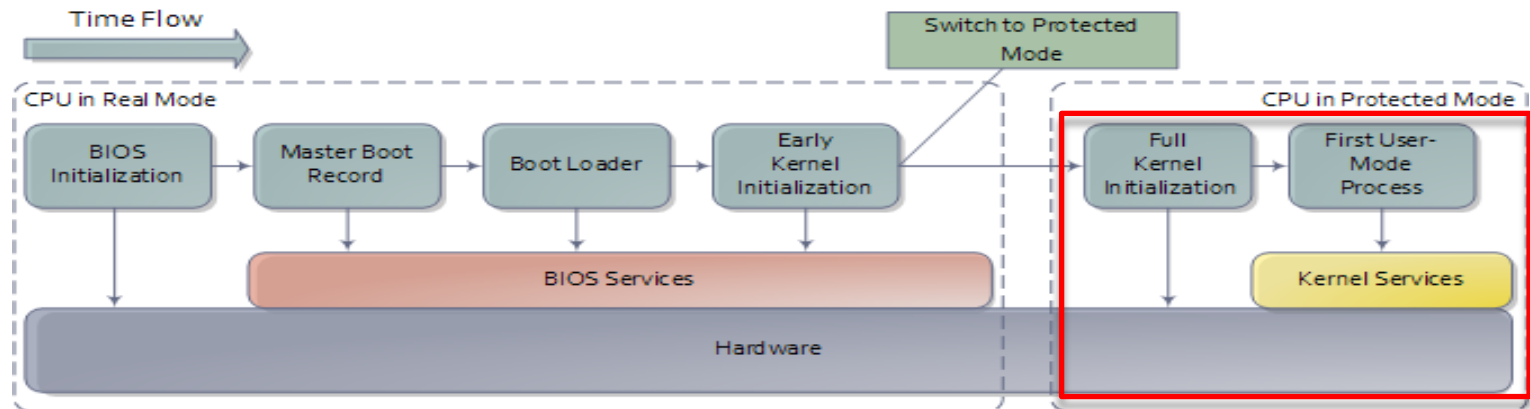 Time Flow
Switch to Protected
Mode
CPU in Real Mode
CPU in Protected Mode
BIOS
Initialization
Master Boot
Record
Boot Loader
Early
Kernel
Initialization
Full
Kernel
Initialization
First User-
Mode
Process
BIOS Services
Kernel Services
Hardware